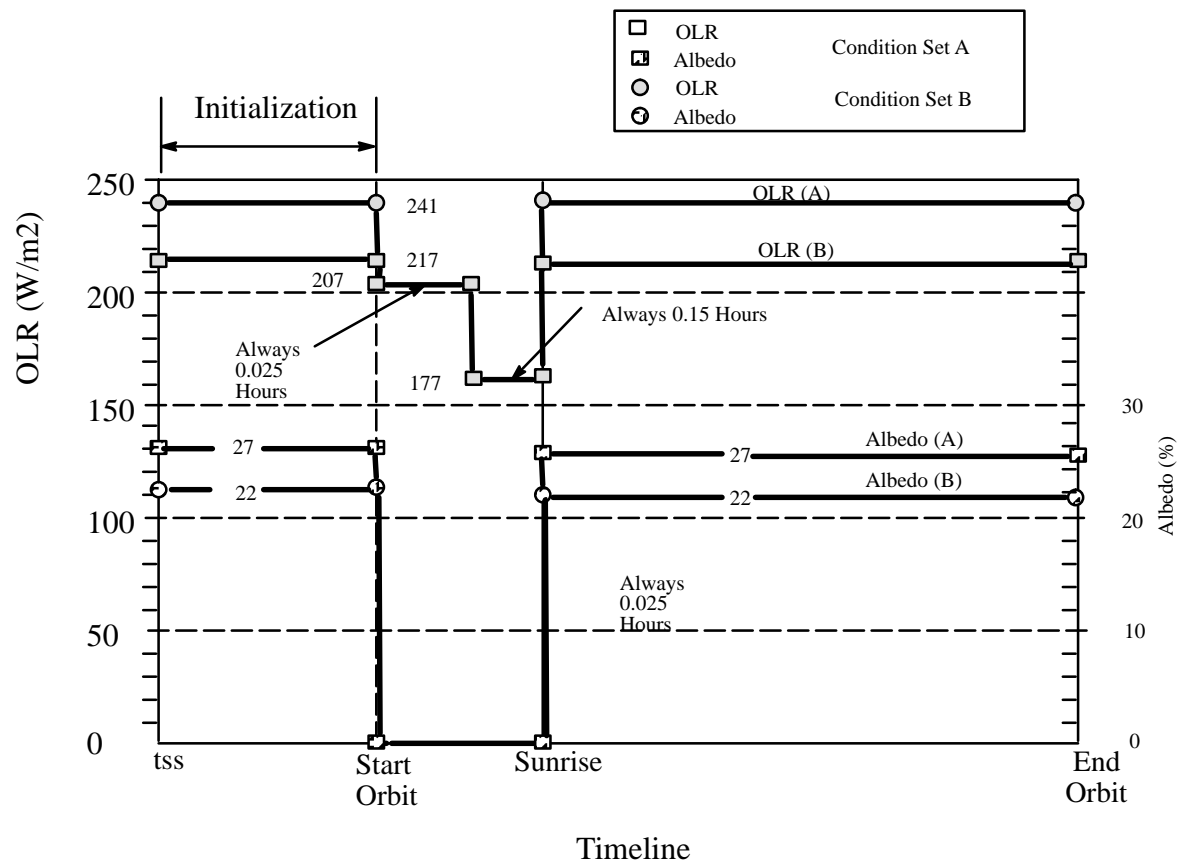 OLR
Albedo
Condition Set A
OLR
Albedo
Condition Set B
Initialization
OLR (W/m2)
250
200
150
100
50
0
241
217
207
177
OLR (A)
OLR (B)
Always
0.025
Hours
Always 0.15 Hours
27
22
27
22
Albedo (A)
Albedo (B)
Always
0.025
Hours
30
20
10
0
Albedo (%)
tss
Start
Orbit
Sunrise
End
Orbit
Timeline